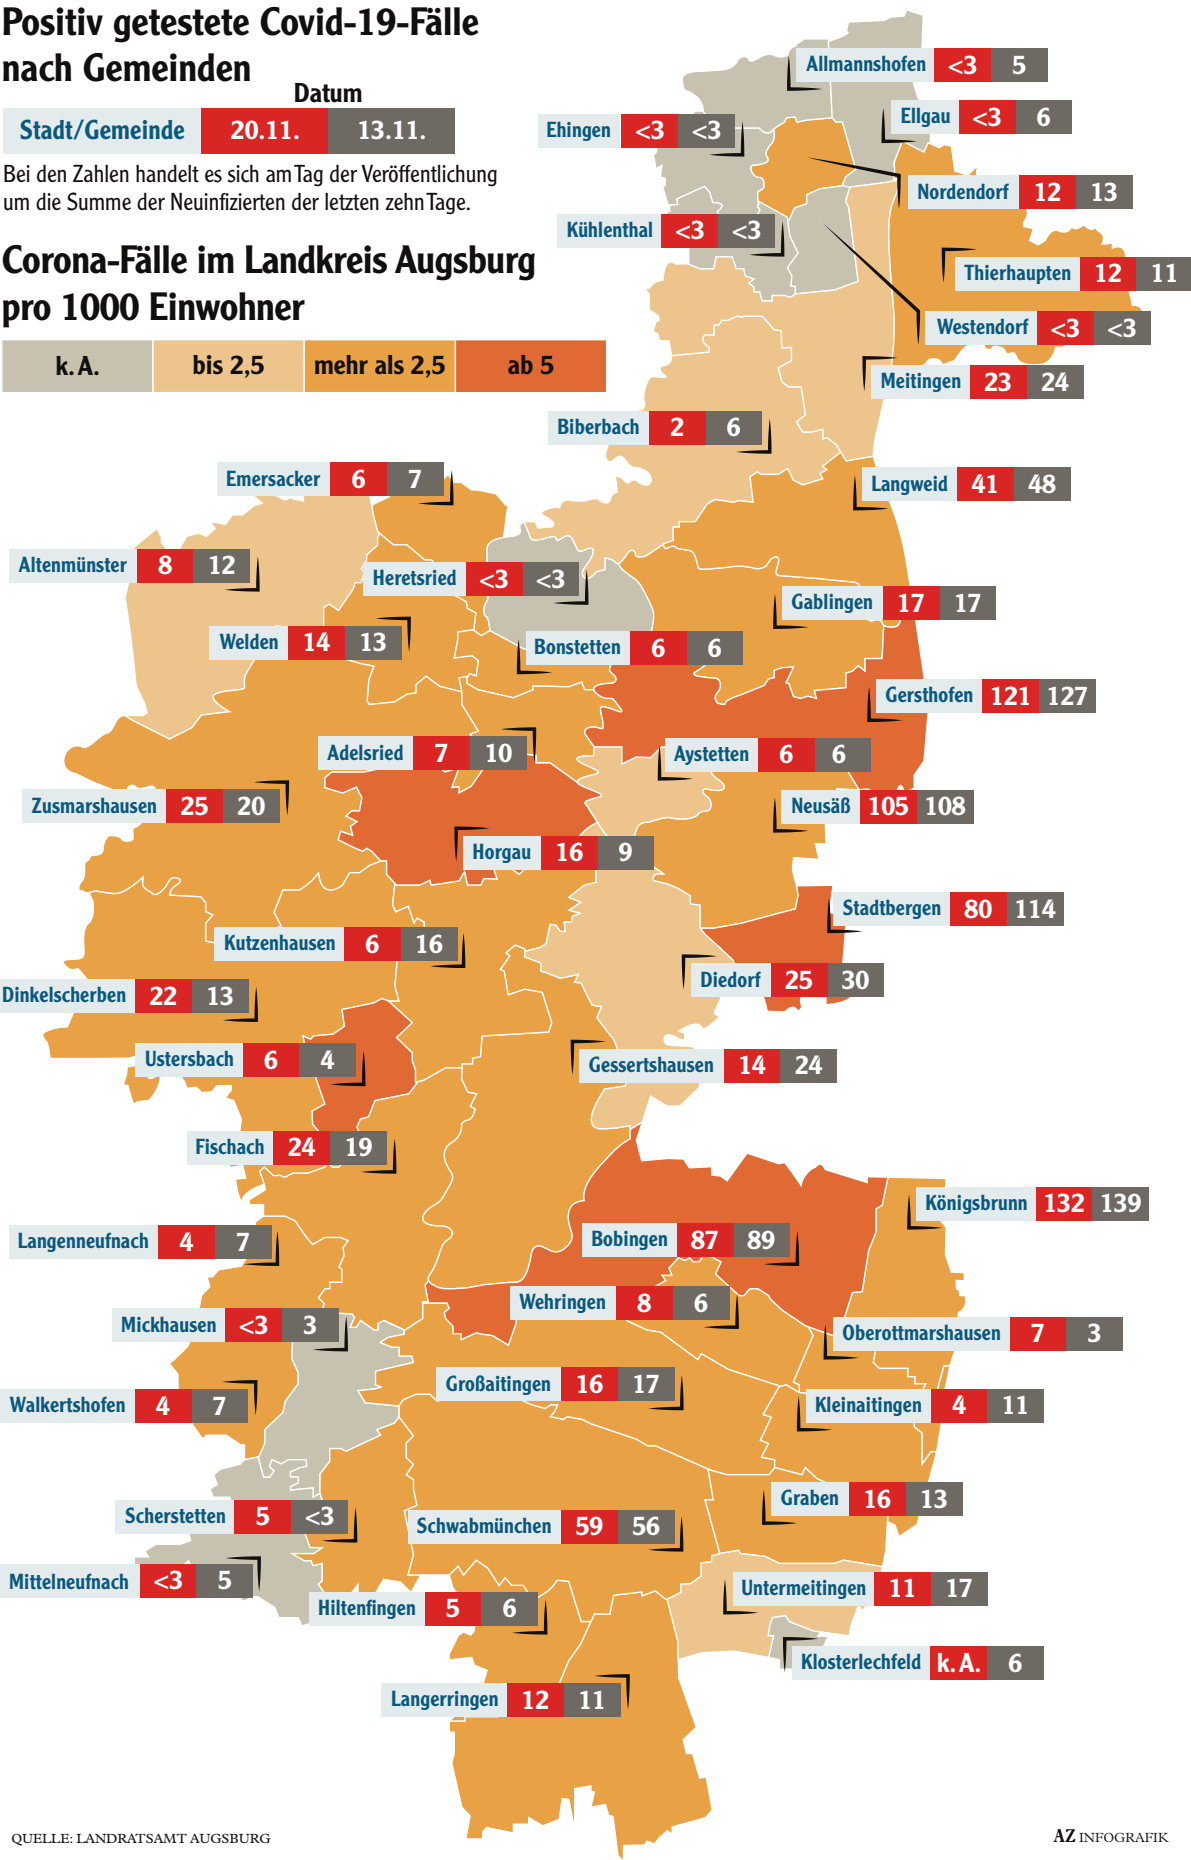 Positiv getestete Covid-19-Fälle
nach Gemeinden
Datum
Stadt/Gemeinde 20.11. 13.11.
Bei den Zahlen handelt es sich am Tag der Veröffentlichung
um die Summe der Neuinfizierten der letzten zehn Tage.
Corona-Fälle im Landkreis Augsburg
pro 1000 Einwohner
k. A. bis 2,5 mehr als 2,5 ab 5
Allmannshofen <3 5
Ellgau <3 6
Ehingen <3 <3
Nordendorf 12 13
Kühlenthal <3 <3
Thierhaupten 12 11
Westendorf <3 <3
Meitingen 23 24
Biberbach 2 6
Emersacker 6 7
Langweid 41 48
Altenmünster 8 12
Heretsried <3 <3
Gablingen 17 17
Welden 14 13
Bonstetten 6 6
Gersthofen 121 127
Adelsried 7 10
Aystetten 6 6
Zusmarshausen 25 20
Neusäß 105 108
Horgau 16 9
Stadtbergen 80 114
Kutzenhausen 6 16
Diedorf 25 30
Dinkelscherben 22 13
Ustersbach 6 4
Gessertshausen 14 24
Fischach 24 19
Königsbrunn 132 139
Langenneufnach 4 7
Bobingen 87 89
Wehringen 8 6
Mickhausen <3 3
Oberottmarshausen 7 3
Großaitingen 16 17
Walkertshofen 4 7
Kleinaitingen 4 11
Graben 16 13
Scherstetten 5 <3
Schwabmünchen 59 56
Mittelneufnach <3 5
Untermeitingen 11 17
Hiltenfingen 5 6
Klosterlechfeld k. A. 6
Langerringen 12 11
QUELLE: LANDRATSAMT AUGSBURG
AZ INFOGRAFIK